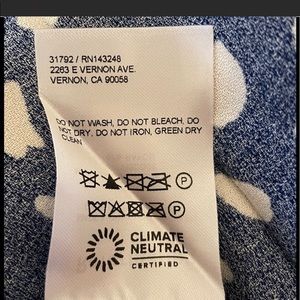 31792 / RN143248
2263 E VERNON AVE.
VERNON, CA 90058
DO NOT WASH, DO NOT BLEACH. DO
NOT DRY, DO NOT IRON, GREEN DRY
CLEAN
P
P
CLIMATE
NEUTRAL
CERTIFIED